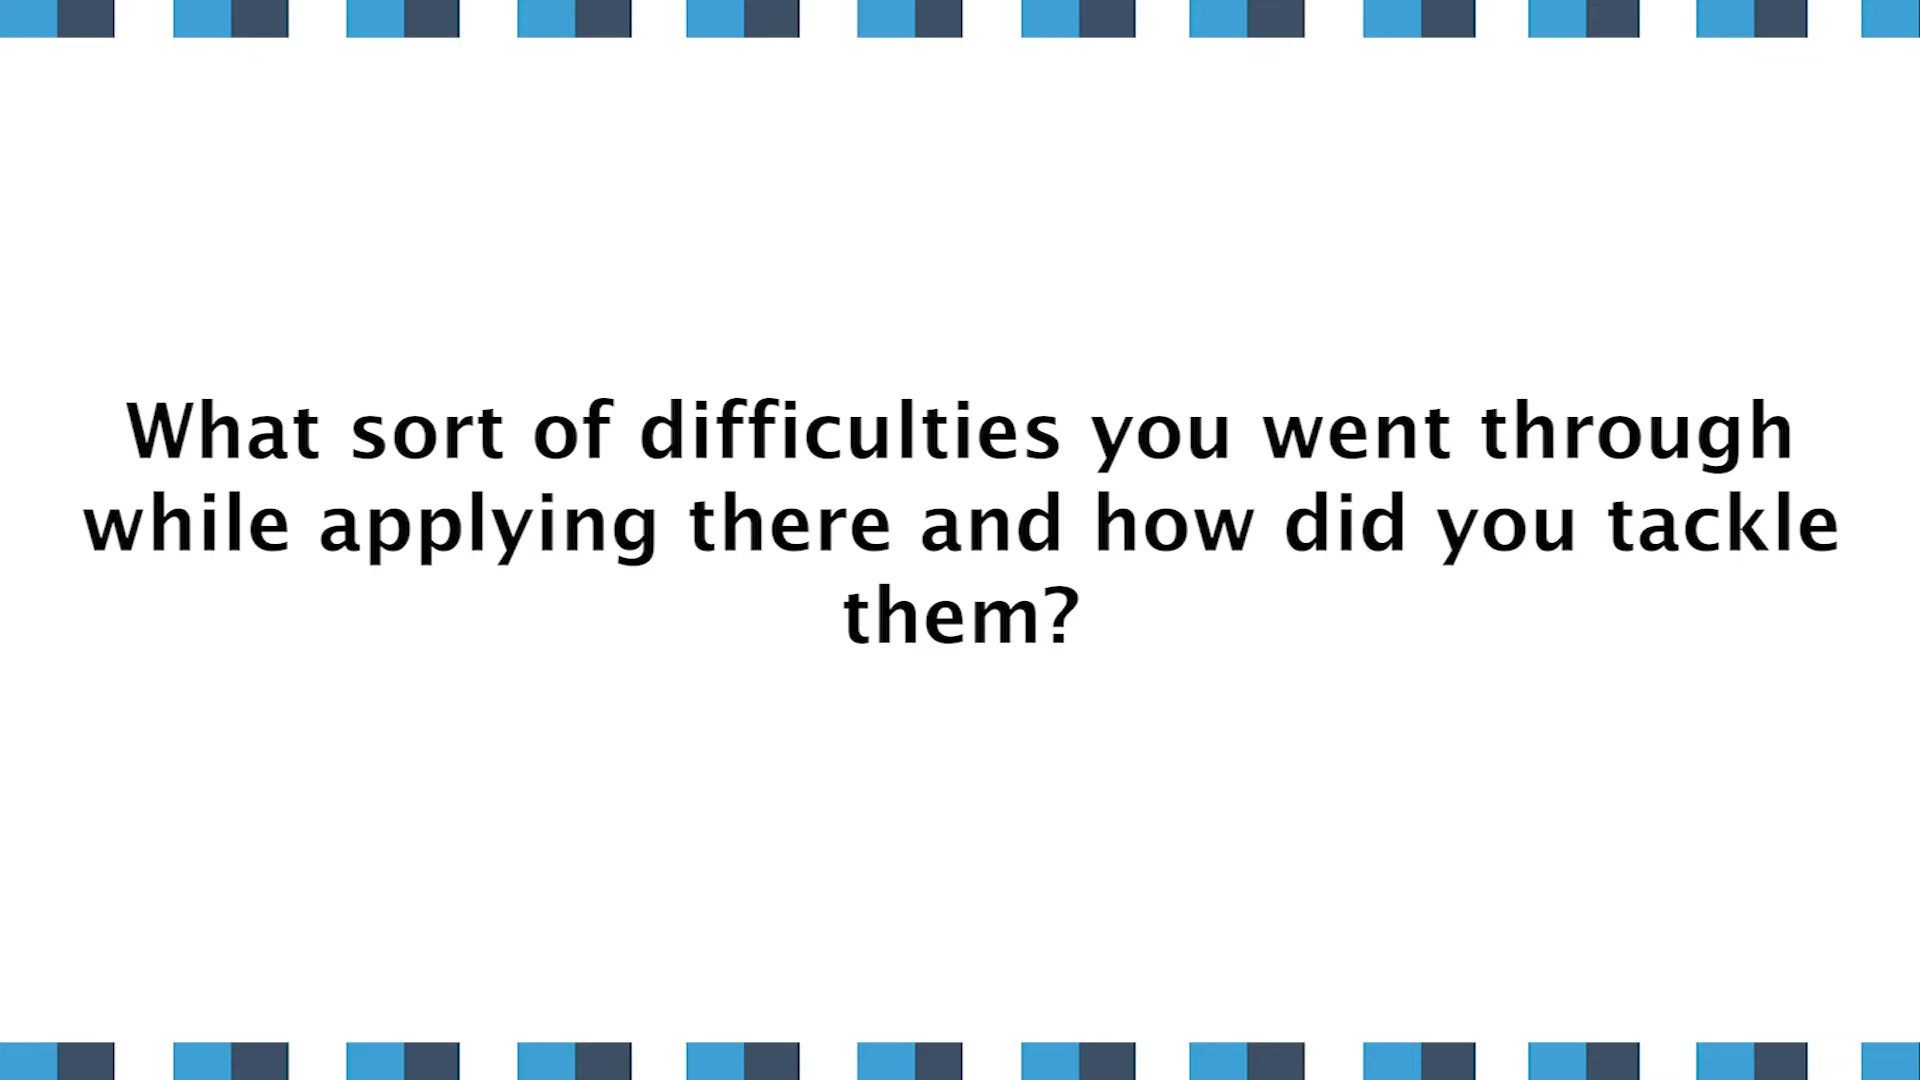 What sort of difficulties you went through
while applying there and how did you tackle
them?